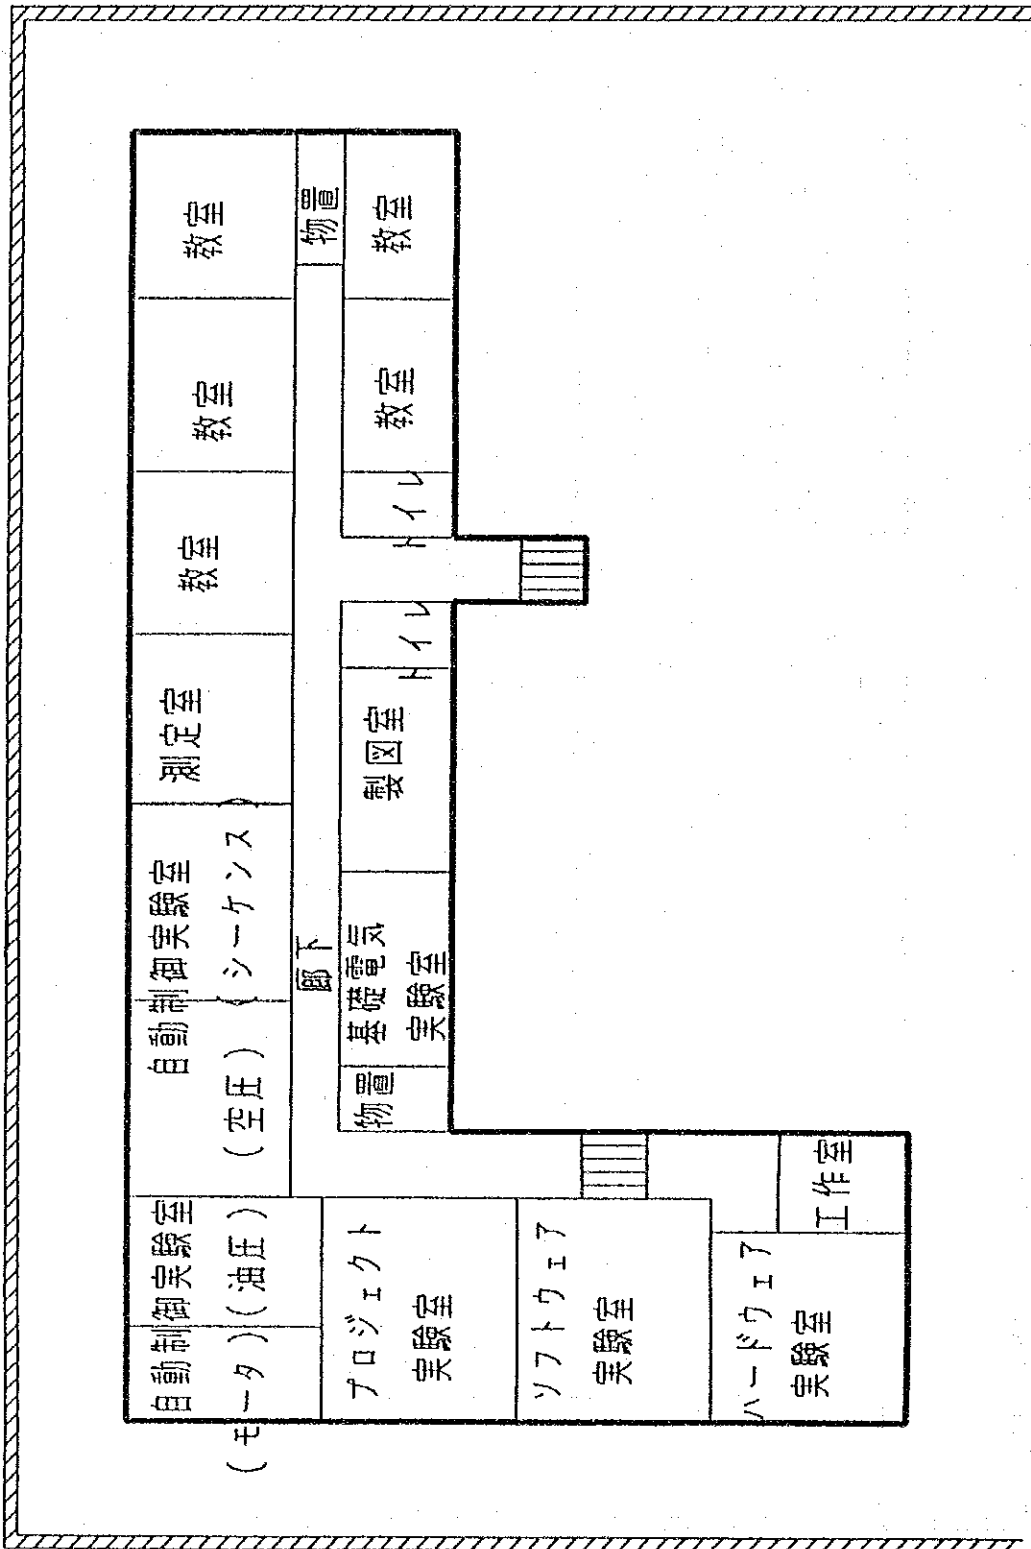 自動制御実験室
(モータ)
(油圧)
自動制御実験室
(空圧)
(シーケンス)
測定室
教室
教室
教室
廊下
物置
プロジェクト
実験室
物置
基礎電気
実験室
製図室
トイレ
トイレ
教室
教室
ソフトウェア
実験室
ハードウェア
実験室
工作室